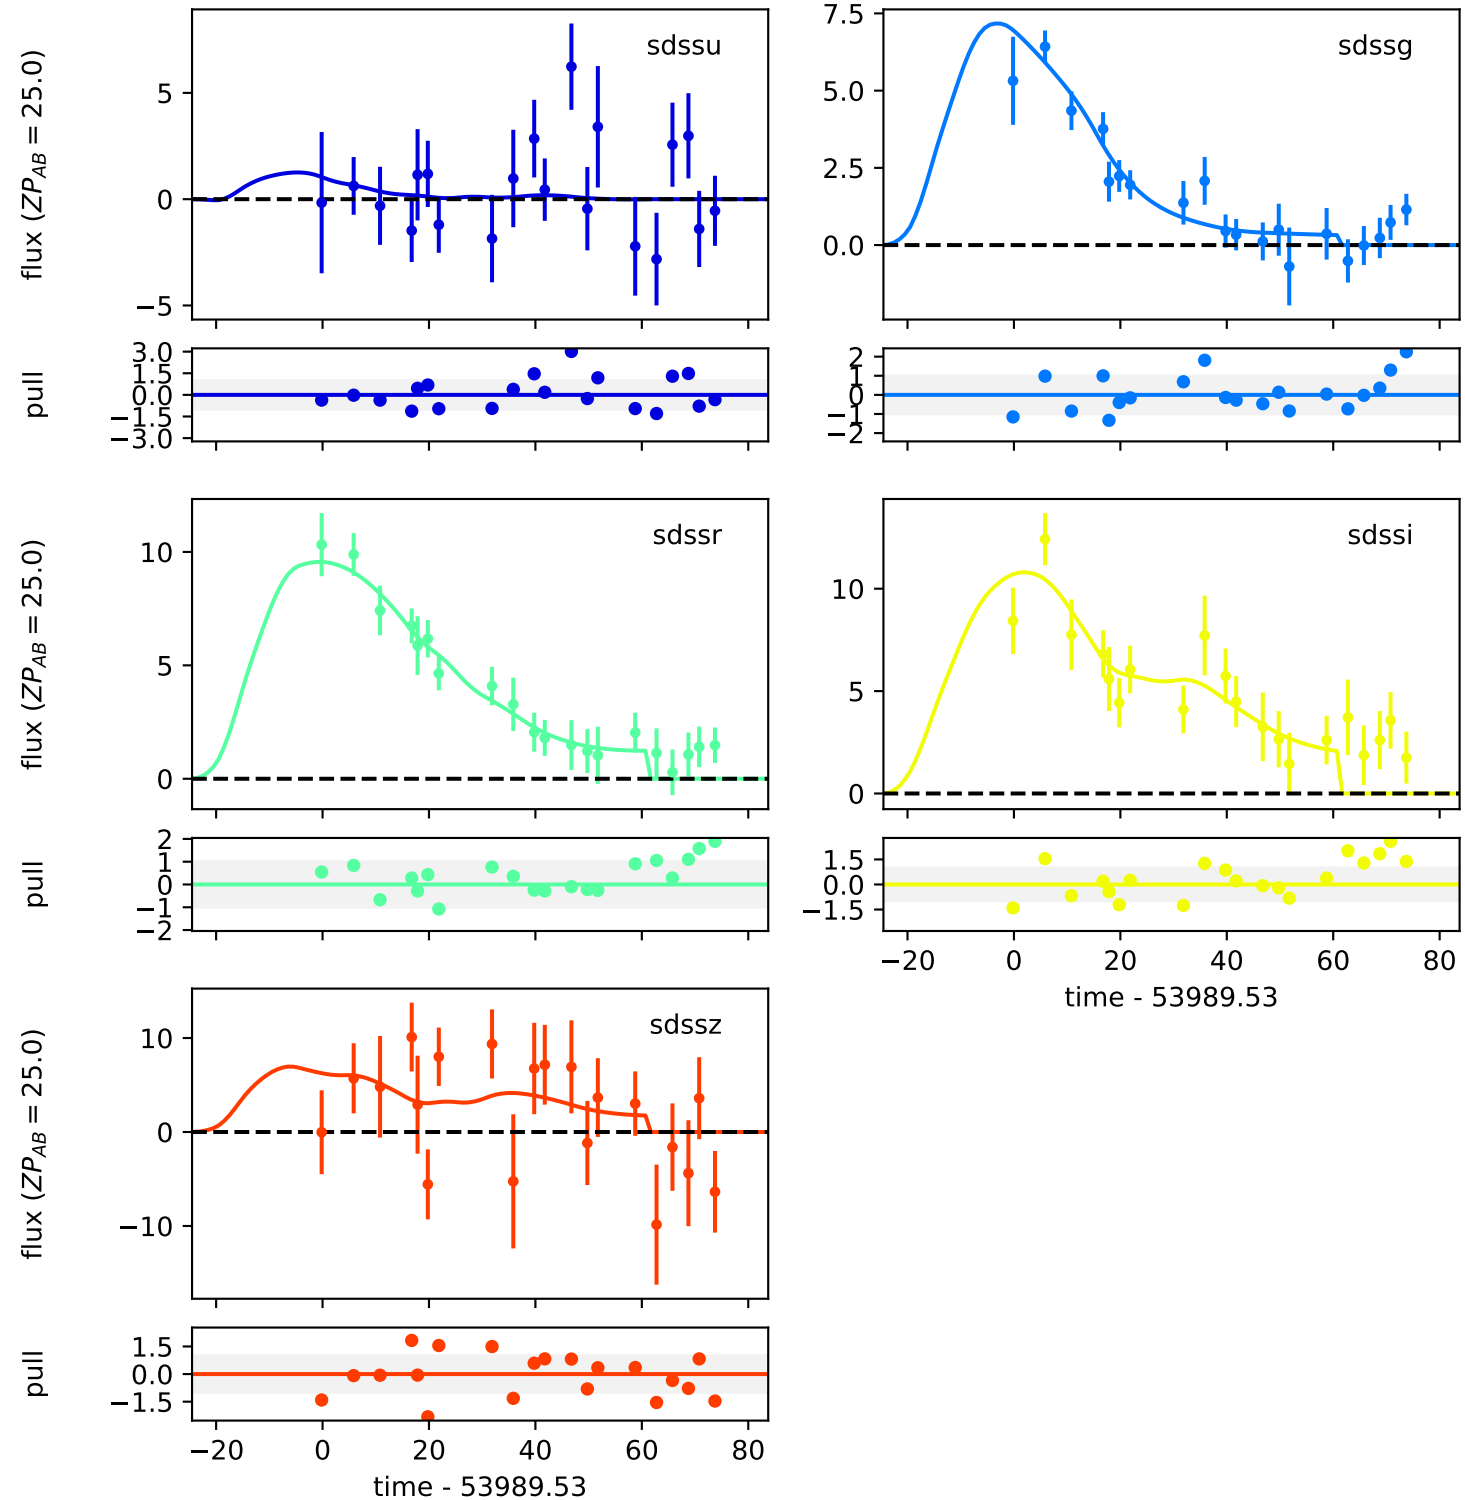 flux (ZP_AB = 25.0)
5
0
−5
sdssu
7.5
5.0
2.5
0.0
sdssg
pull
3.0
1.5
0.0
−1.5
−3.0
2
1
0
−1
−2
flux (ZP_AB = 25.0)
10
5
0
sdssr
10
5
0
sdssi
pull
2
1
0
−1
−2
1.5
0.0
−1.5
−20 0 20 40 60 80
time - 53989.53
flux (ZP_AB = 25.0)
10
0
−10
sdssz
pull
1.5
0.0
−1.5
−20 0 20 40 60 80
time - 53989.53